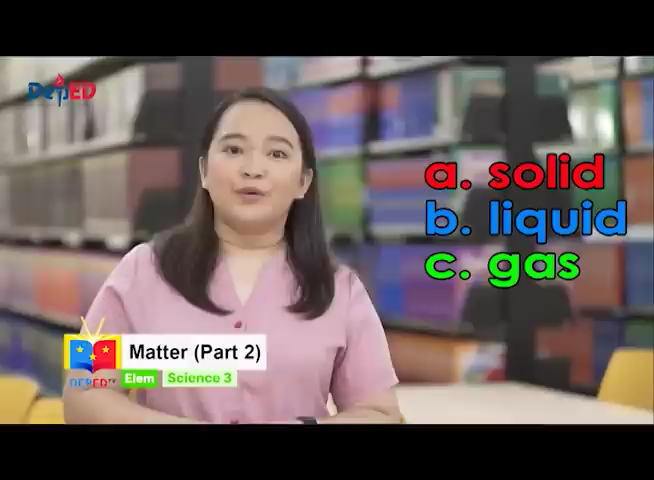 DepED
a. solid
b. liquid
c. gas
Matter (Part 2)
DEPED TV
Elem Science 3